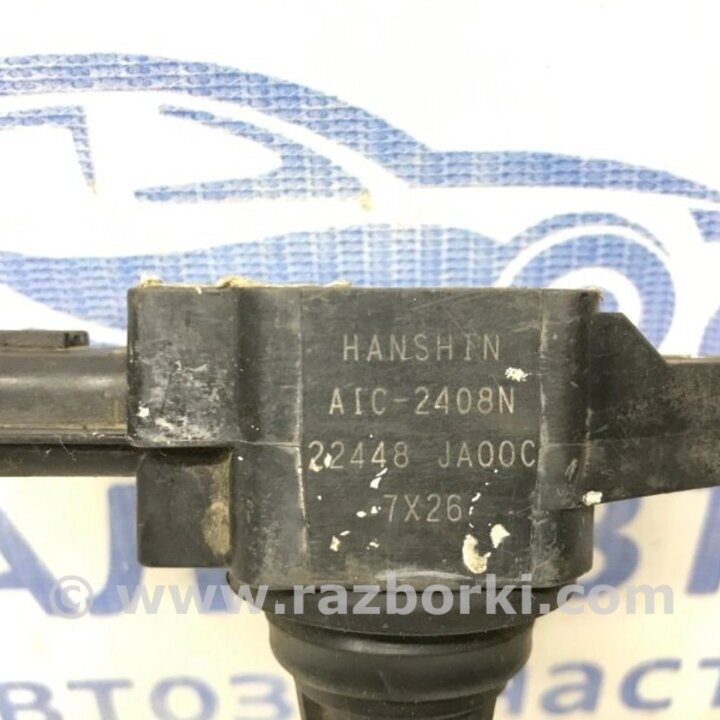 HANSHIN
AIC-2408N
22448 JA00C
7X26
© www.razborki.com